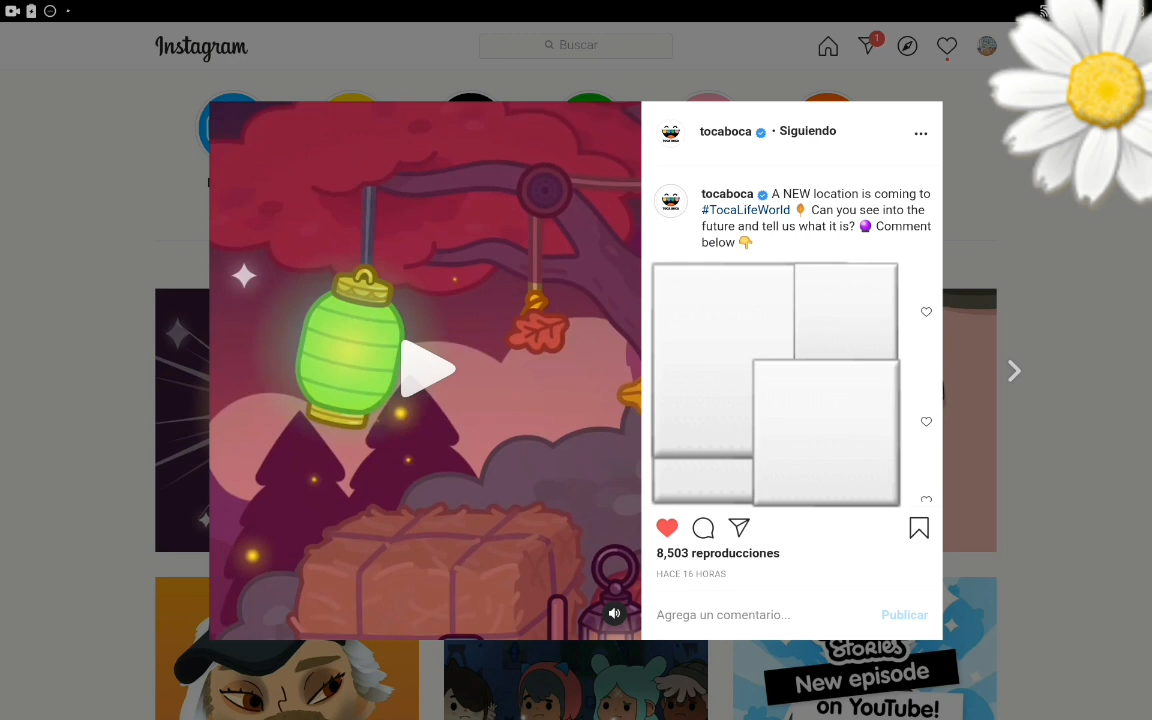 Instagram
Buscar
1
tocaboca • Siguiendo
tocaboca A NEW location is coming to
#TocaLifeWorld Can you see into the
future and tell us what it is? Comment
below
8,503 reproducciones
HACE 16 HORAS
Agrega un comentario...
Publicar
Stories
New episode
on YouTube!